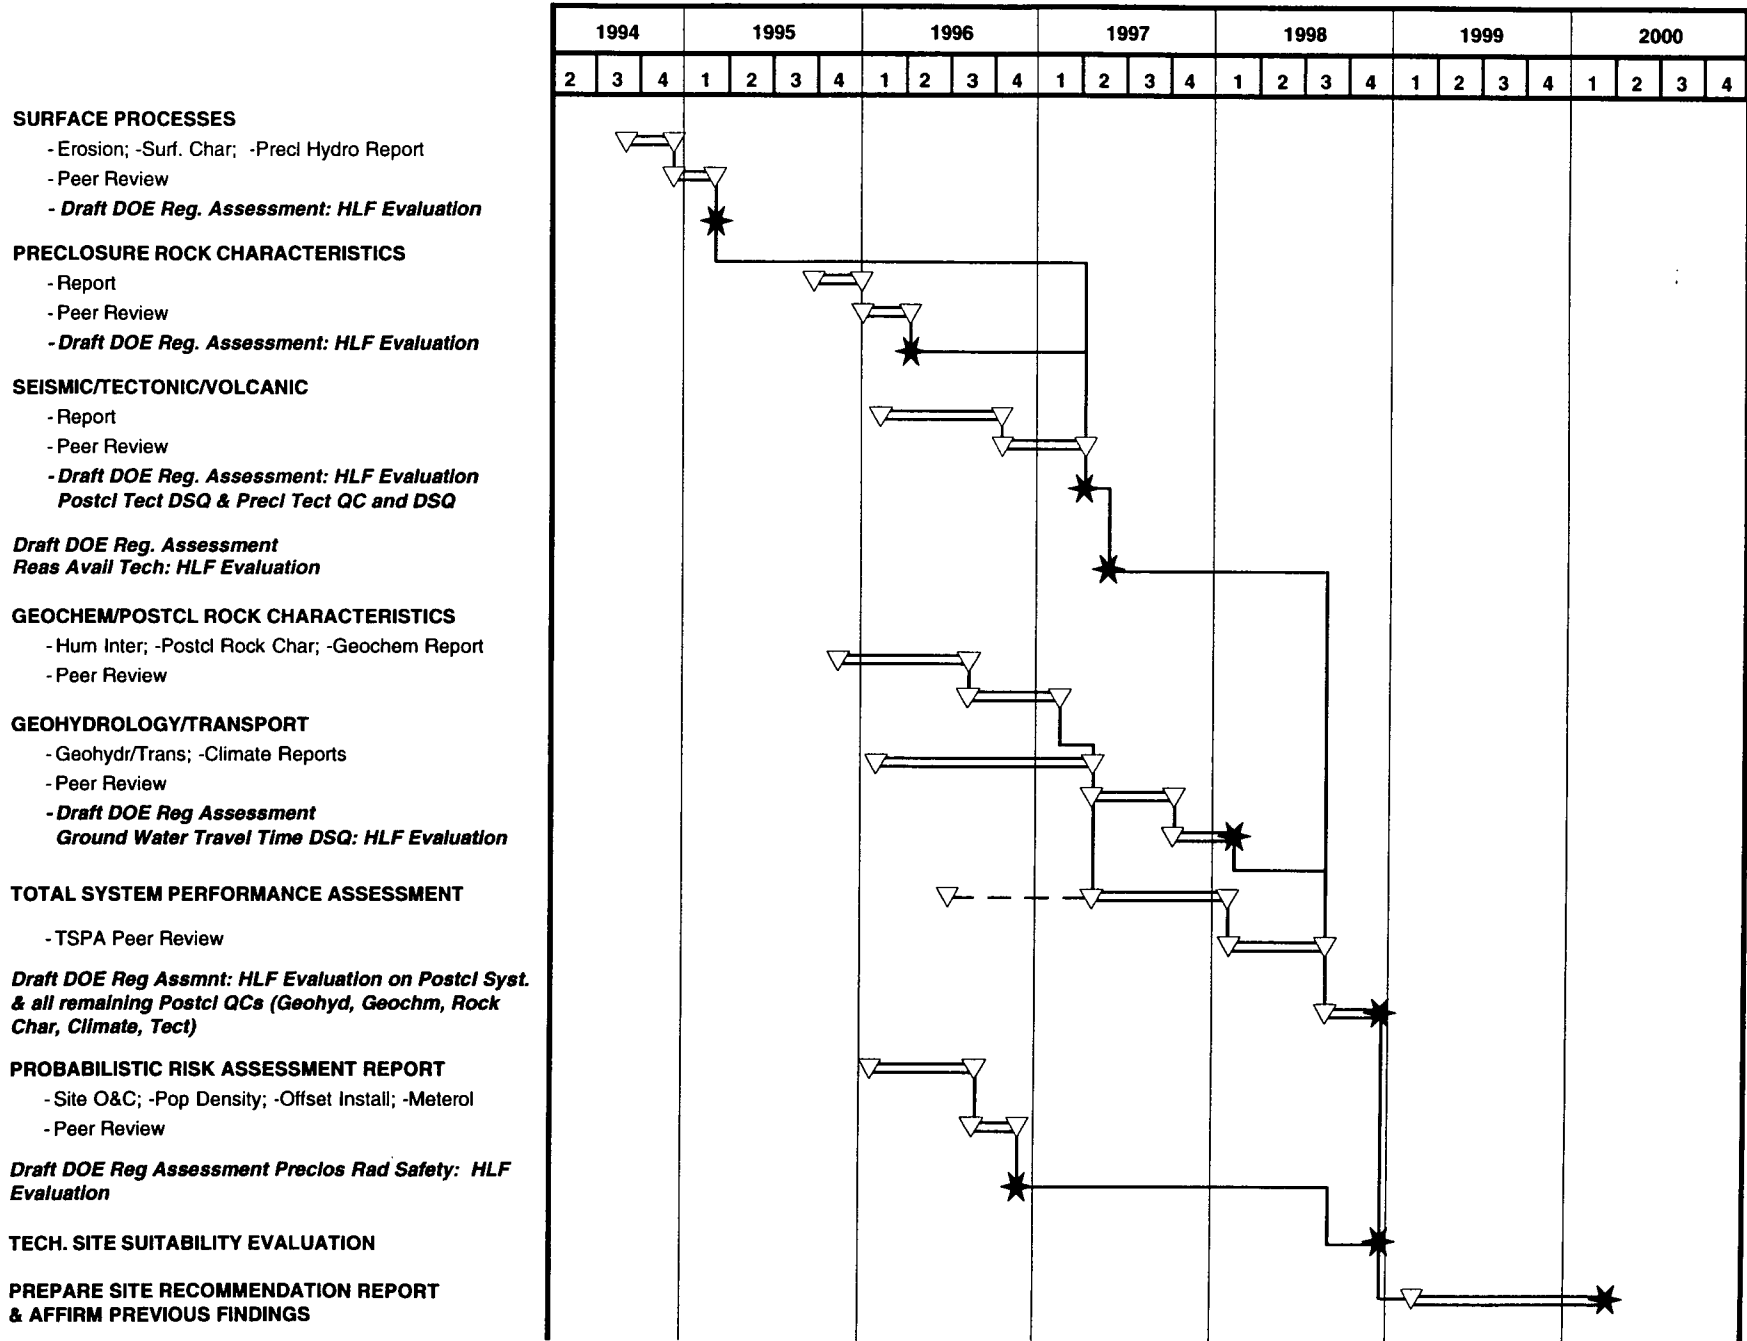 1994 1995 1996 1997 1998 1999 2000
2 3 4 1 2 3 4 1 2 3 4 1 2 3 4 1 2 3 4 1 2 3 4 1 2 3 4
SURFACE PROCESSES
- Erosion; -Surf. Char; -Precl Hydro Report
- Peer Review
- Draft DOE Reg. Assessment: HLF Evaluation
PRECLOSURE ROCK CHARACTERISTICS
- Report
- Peer Review
- Draft DOE Reg. Assessment: HLF Evaluation
SEISMIC/TECTONIC/VOLCANIC
- Report
- Peer Review
- Draft DOE Reg. Assessment: HLF Evaluation
Postcl Tect DSQ & Precl Tect QC and DSQ
Draft DOE Reg. Assessment
Reas Avail Tech: HLF Evaluation
GEOCHEM/POSTCL ROCK CHARACTERISTICS
- Hum Inter; -Postcl Rock Char; -Geochem Report
- Peer Review
GEOHYDROLOGY/TRANSPORT
- Geohydr/Trans; -Climate Reports
- Peer Review
- Draft DOE Reg Assessment
Ground Water Travel Time DSQ: HLF Evaluation
TOTAL SYSTEM PERFORMANCE ASSESSMENT
- TSPA Peer Review
Draft DOE Reg Assmnt: HLF Evaluation on Postcl Syst.
& all remaining Postcl QCs (Geohyd, Geochm, Rock
Char, Climate, Tect)
PROBABILISTIC RISK ASSESSMENT REPORT
- Site O&C; -Pop Density; -Offset Install; -Meterol
- Peer Review
Draft DOE Reg Assessment Preclos Rad Safety: HLF
Evaluation
TECH. SITE SUITABILITY EVALUATION
PREPARE SITE RECOMMENDATION REPORT
& AFFIRM PREVIOUS FINDINGS